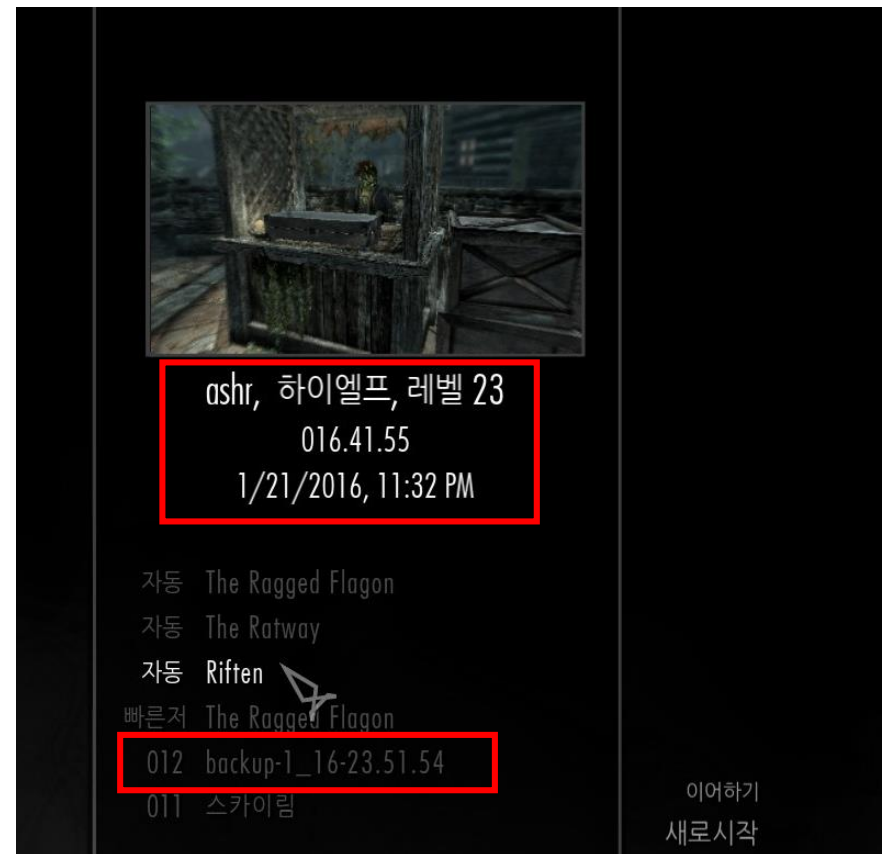 ashr, 하이엘프, 레벨 23
016.41.55
1/21/2016, 11:32 PM
자동 The Ragged Flagon
자동 The Ratway
자동 Riften
빠른저 The Ragged Flagon
012 backup-1_16-23.51.54
011 스카이림
이어하기
새로시작